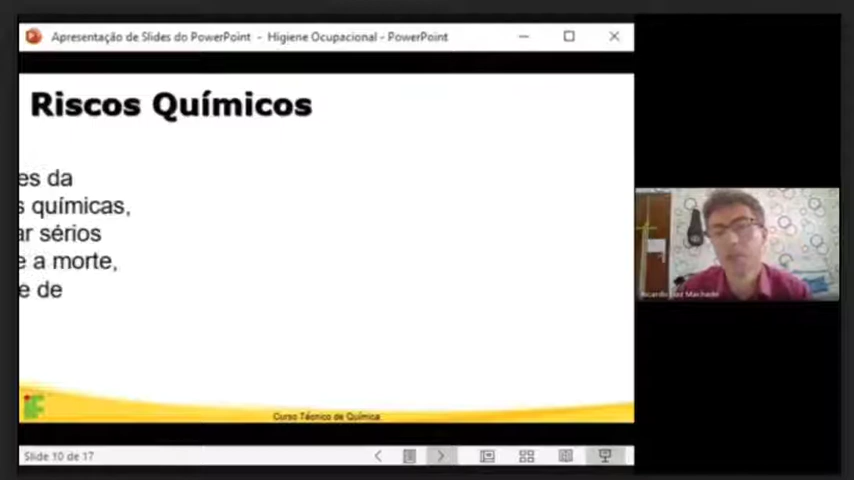 Apresentação de Slides do PowerPoint - Higiene Ocupacional - PowerPoint
Riscos Químicos
es da
s químicas,
ar sérios
e a morte,
e de
Curso Técnico de Química
Slide 10 de 17
Machado